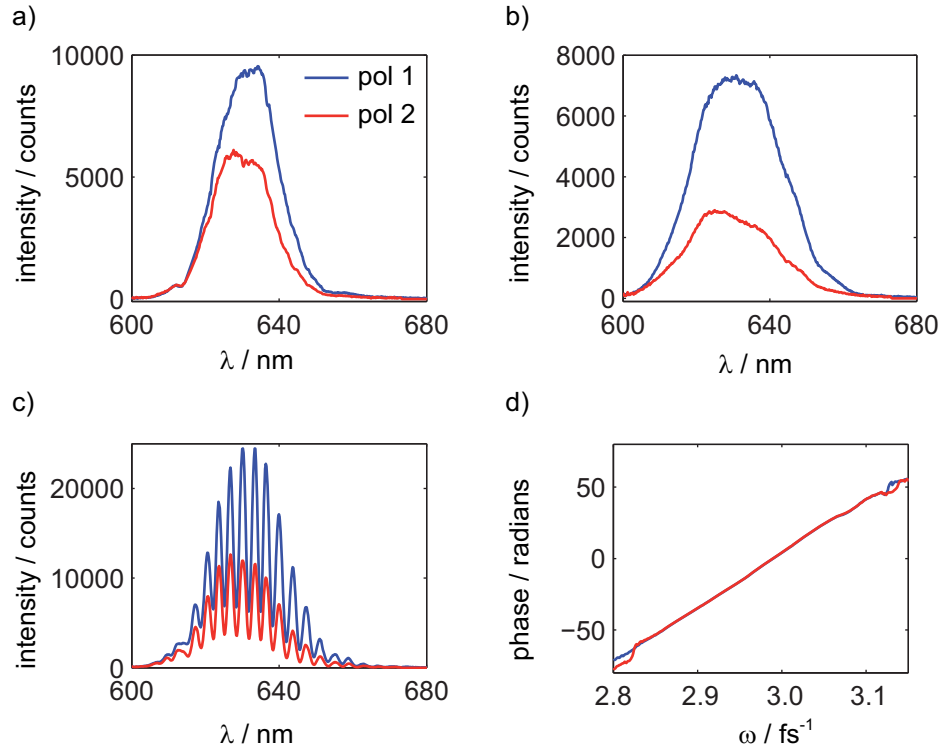 a)
10000
5000
0
intensity / counts
pol 1
pol 2
600
640
680
λ / nm
b)
8000
6000
4000
2000
0
intensity / counts
600
640
680
λ / nm
c)
20000
10000
0
intensity / counts
600
640
680
λ / nm
d)
50
0
−50
phase / radians
2.8
2.9
3.0
3.1
ω / fs⁻¹